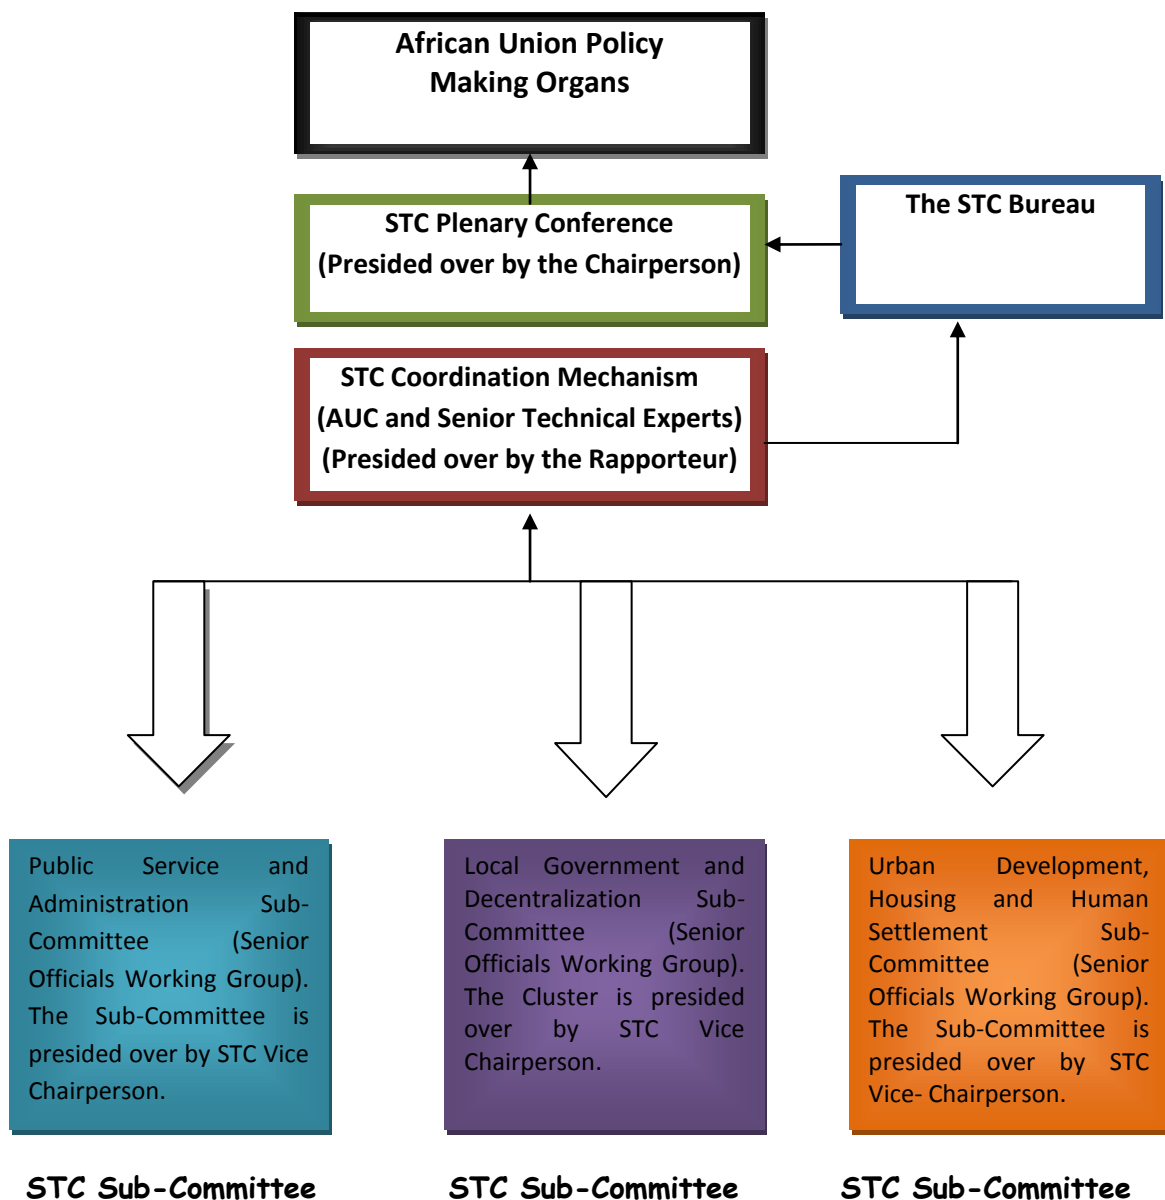 African Union Policy
Making Organs
STC Plenary Conference
(Presided over by the Chairperson)
The STC Bureau
STC Coordination Mechanism
(AUC and Senior Technical Experts)
(Presided over by the Rapporteur)
Public Service and
Administration Sub-
Committee (Senior
Officials Working Group).
The Sub-Committee is
presided over by STC Vice
Chairperson.
Local Government and
Decentralization Sub-
Committee (Senior
Officials Working Group).
The Cluster is presided
over by STC Vice
Chairperson.
Urban Development,
Housing and Human
Settlement Sub-
Committee (Senior
Officials Working Group).
The Sub-Committee is
presided over by STC
Vice- Chairperson.
STC Sub-Committee
STC Sub-Committee
STC Sub-Committee